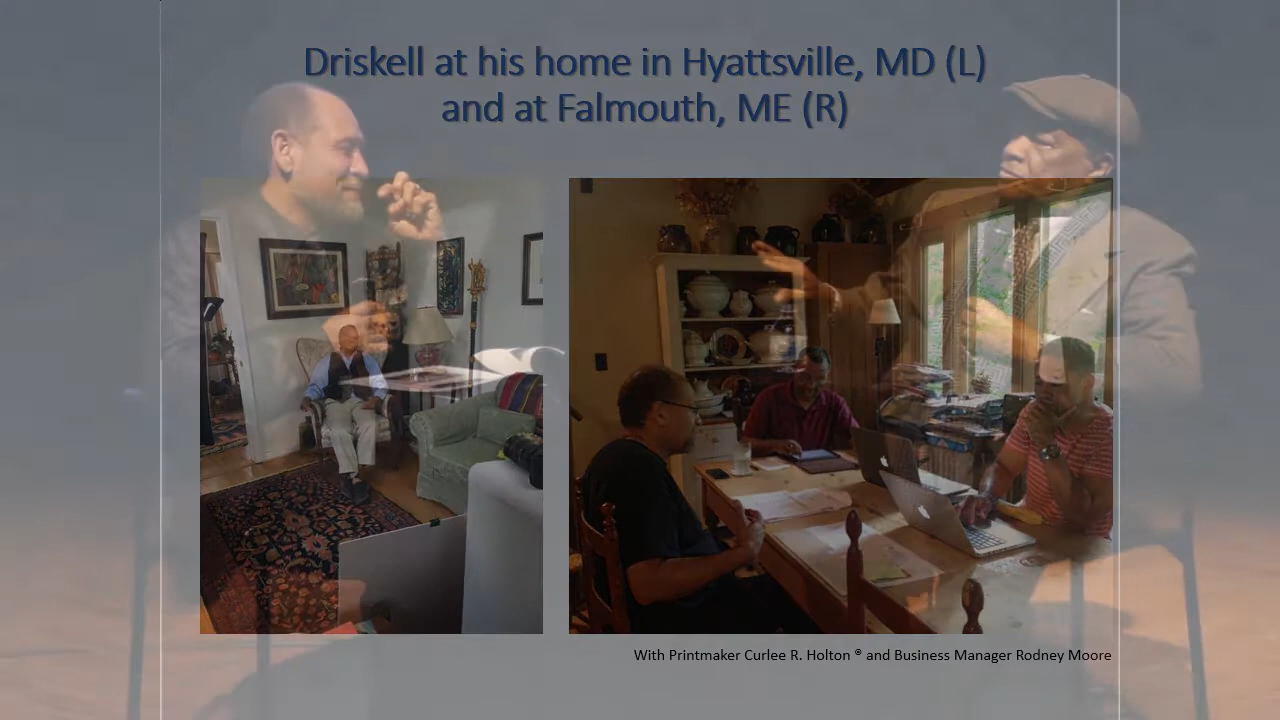 Driskell at his home in Hyattsville, MD (L)
and at Falmouth, ME (R)
With Printmaker Curlee R. Holton ® and Business Manager Rodney Moore